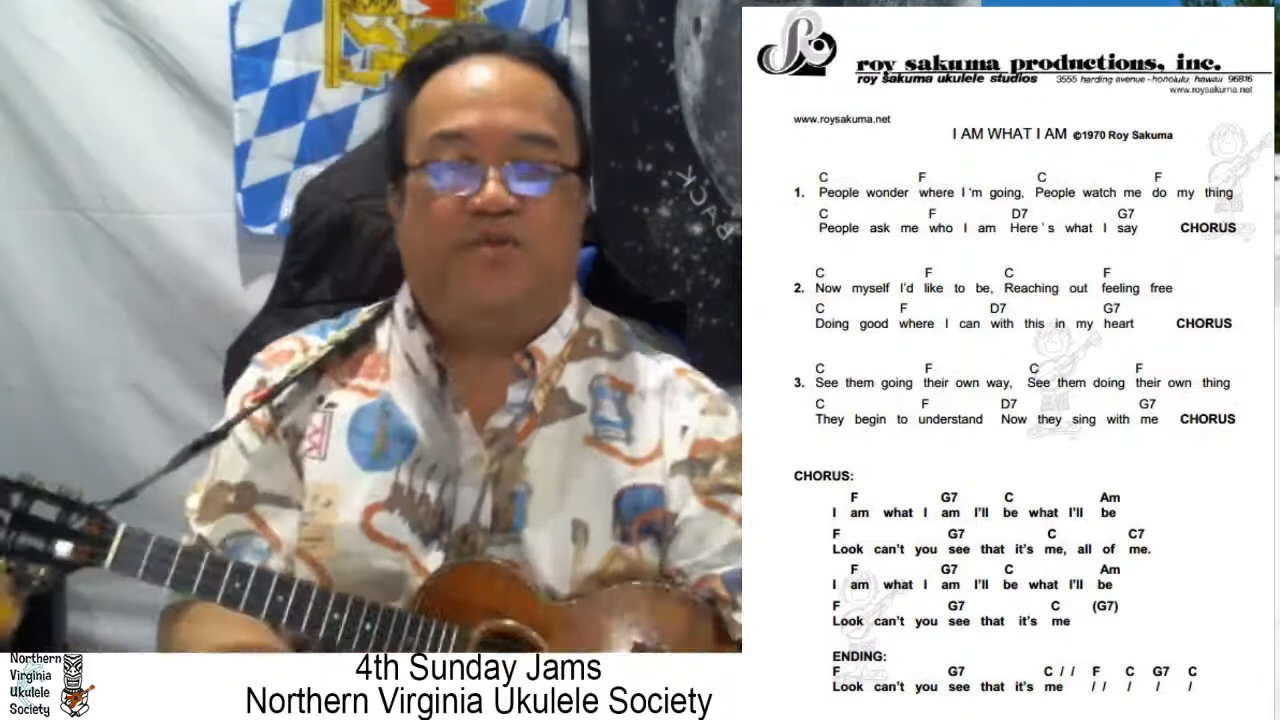 roy sakuma productions, inc.
roy sakuma ukulele studios 3555 harding avenue - honolulu, hawaii 96816
www.roysakuma.net
www.roysakuma.net
I AM WHAT I AM ©1970 Roy Sakuma
C F C F
1. People wonder where I'm going, People watch me do my thing
C F D7 G7
People ask me who I am Here's what I say CHORUS
C F C F
2. Now myself I'd like to be, Reaching out feeling free
C F D7 G7
Doing good where I can with this in my heart CHORUS
C F C F
3. See them going their own way, See them doing their own thing
C F D7 G7
They begin to understand Now they sing with me CHORUS
CHORUS:
F G7 C Am
I am what I am I'll be what I'll be
F G7 C C7
Look can't you see that it's me, all of me.
F G7 C Am
I am what I am I'll be what I'll be
F G7 C (G7)
Look can't you see that it's me
ENDING:
F G7 C / / F C G7 C
Look can't you see that it's me / / / / /
BACK
Northern
Virginia
Ukulele
Society
4th Sunday Jams
Northern Virginia Ukulele Society